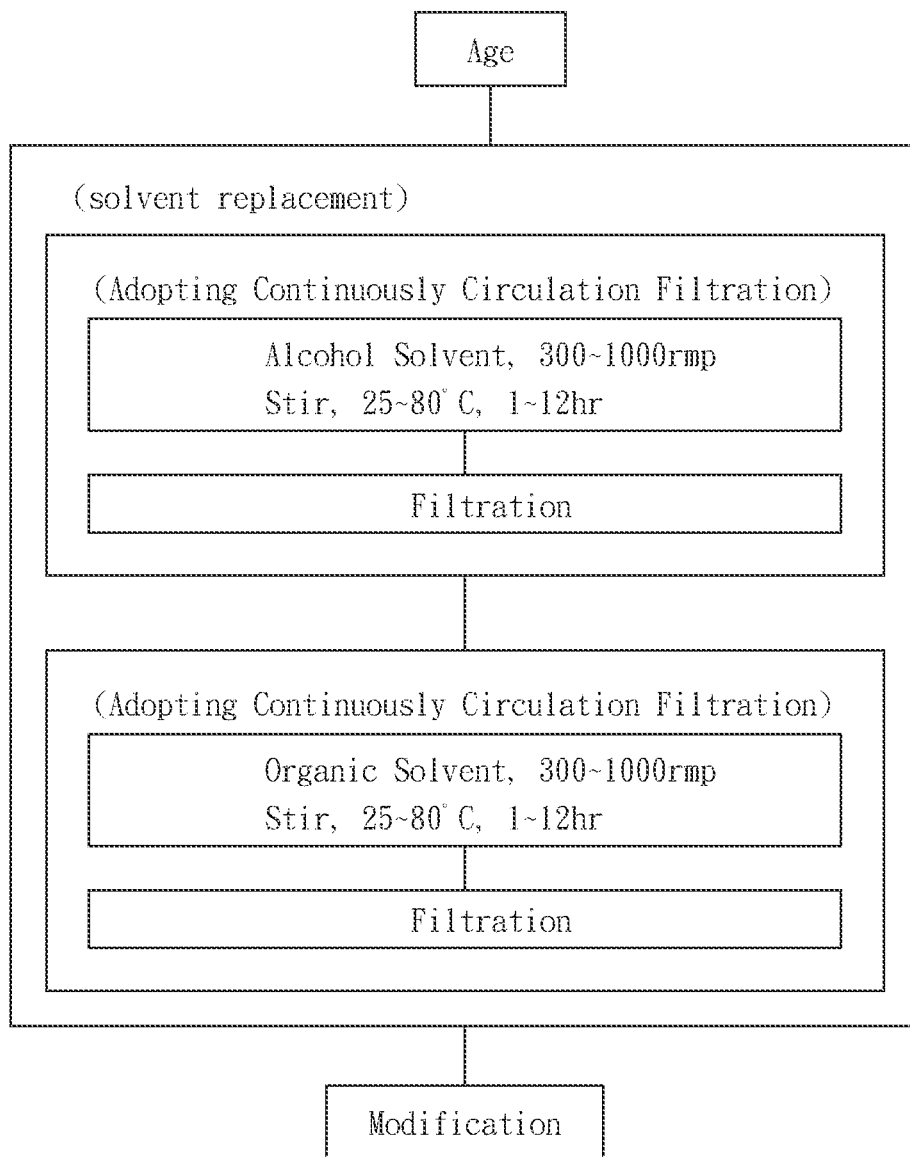 Age
(solvent replacement)
(Adopting Continuously Circulation Filtration)
Alcohol Solvent, 300~1000rmp
Stir, 25~80°C, 1~12hr
Filtration
(Adopting Continuously Circulation Filtration)
Organic Solvent, 300~1000rmp
Stir, 25~80°C, 1~12hr
Filtration
Modification